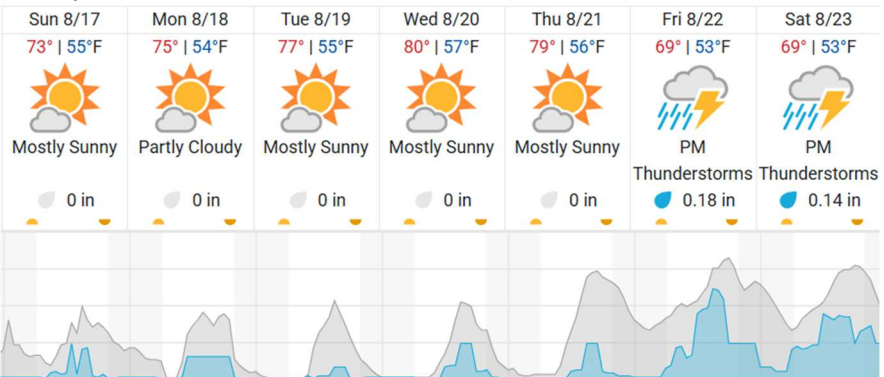 Sun 8/17 Mon 8/18 Tue 8/19 Wed 8/20 Thu 8/21 Fri 8/22 Sat 8/23
73° | 55°F 75° | 54°F 77° | 55°F 80° | 57°F 79° | 56°F 69° | 53°F 69° | 53°F
Mostly Sunny Partly Cloudy Mostly Sunny Mostly Sunny Mostly Sunny PM PM
Thunderstorms Thunderstorms
0 in 0 in 0 in 0 in 0 in 0.18 in 0.14 in